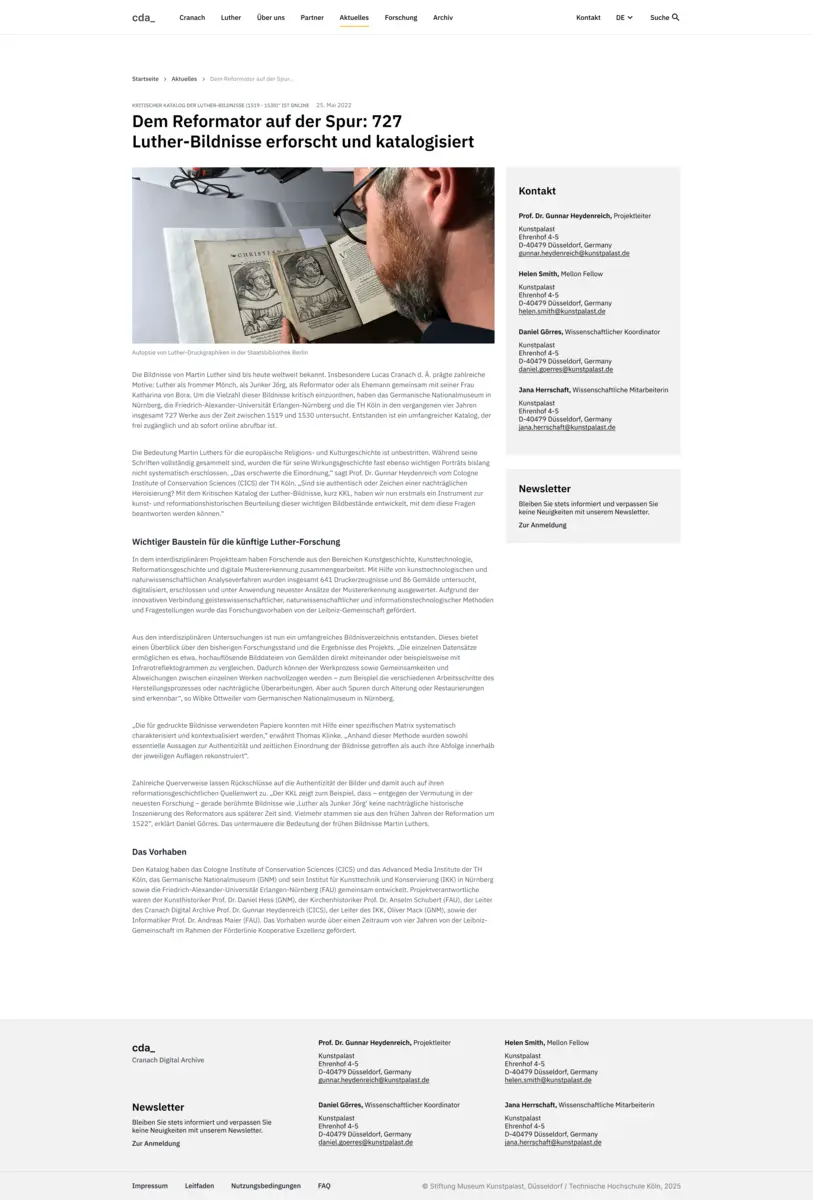 cda_ Cranach Luther Über uns Partner Aktuelles Forschung Archiv Kontakt DE Suche
Startseite > Aktuelles > Dem Reformator auf der Spur...
KRITISCHER KATALOG DER LUTHER-BILDNISSE (1519 - 1530)" IST ONLINE 25. Mai 2022
Dem Reformator auf der Spur: 727
Luther-Bildnisse erforscht und katalogisiert
CHRISTI
Autopsie von Luther-Druckgraphiken in der Staatsbibliothek Berlin
Die Bildnisse von Martin Luther sind bis heute weltweit bekannt. Insbesondere Lucas Cranach d. Ä. prägte zahlreiche
Motive: Luther als frommer Mönch, als Junker Jörg, als Reformator oder als Ehemann gemeinsam mit seiner Frau
Katharina von Bora. Um die Vielzahl dieser Bildnisse kritisch einzuordnen, haben das Germanische Nationalmuseum in
Nürnberg, die Friedrich-Alexander-Universität Erlangen-Nürnberg und die TH Köln in den vergangenen vier Jahren
insgesamt 727 Werke aus der Zeit zwischen 1519 und 1530 untersucht. Entstanden ist ein umfangreicher Katalog, der
frei zugänglich und ab sofort online abrufbar ist.
Die Bedeutung Martin Luthers für die europäische Religions- und Kulturgeschichte ist unbestritten. Während seine
Schriften vollständig gesammelt sind, wurden die für seine Wirkungsgeschichte fast ebenso wichtigen Porträts bislang
nicht systematisch erschlossen. „Das erschwerte die Einordnung," sagt Prof. Dr. Gunnar Heydenreich vom Cologne
Institute of Conservation Sciences (CICS) der TH Köln. „Sind sie authentisch oder Zeichen einer nachträglichen
Heroisierung? Mit dem Kritischen Katalog der Luther-Bildnisse, kurz KKL, haben wir nun erstmals ein Instrument zur
kunst- und reformationshistorischen Beurteilung dieser wichtigen Bildbestände entwickelt, mit dem diese Fragen
beantworten werden können."
Wichtiger Baustein für die künftige Luther-Forschung
In dem interdisziplinären Projektteam haben Forschende aus den Bereichen Kunstgeschichte, Kunsttechnologie,
Reformationsgeschichte und digitale Mustererkennung zusammengearbeitet. Mit Hilfe von kunsttechnologischen und
naturwissenschaftlichen Analyseverfahren wurden insgesamt 641 Druckerzeugnisse und 86 Gemälde untersucht,
digitalisiert, erschlossen und unter Anwendung neuester Ansätze der Mustererkennung ausgewertet. Aufgrund der
innovativen Verbindung geisteswissenschaftlicher, naturwissenschaftlicher und informationstechnologischer Methoden
und Fragestellungen wurde das Forschungsvorhaben von der Leibniz-Gemeinschaft gefördert.
Aus den interdisziplinären Untersuchungen ist nun ein umfangreiches Bildnisverzeichnis entstanden. Dieses bietet
einen Überblick über den bisherigen Forschungsstand und die Ergebnisse des Projekts. „Die einzelnen Datensätze
ermöglichen es etwa, hochauflösende Bilddateien von Gemälden direkt miteinander oder beispielsweise mit
Infrarotreflektogrammen zu vergleichen. Dadurch können der Werkprozess sowie Gemeinsamkeiten und
Abweichungen zwischen einzelnen Werken nachvollzogen werden – zum Beispiel die verschiedenen Arbeitsschritte des
Herstellungsprozesses oder nachträgliche Überarbeitungen. Aber auch Spuren durch Alterung oder Restaurierungen
sind erkennbar", so Wibke Ottweiler vom Germanischen Nationalmuseum in Nürnberg.
„Die für gedruckte Bildnisse verwendeten Papiere konnten mit Hilfe einer spezifischen Matrix systematisch
charakterisiert und kontextualisiert werden," erwähnt Thomas Klinke. „Anhand dieser Methode wurden sowohl
essentielle Aussagen zur Authentizität und zeitlichen Einordnung der Bildnisse getroffen als auch ihre Abfolge innerhalb
der jeweiligen Auflagen rekonstruiert".
Zahlreiche Querverweise lassen Rückschlüsse auf die Authentizität der Bilder und damit auch auf ihren
reformationsgeschichtlichen Quellenwert zu. „Der KKL zeigt zum Beispiel, dass – entgegen der Vermutung in der
neuesten Forschung – gerade berühmte Bildnisse wie ‚Luther als Junker Jörg' keine nachträgliche historische
Inszenierung des Reformators aus späterer Zeit sind. Vielmehr stammen sie aus den frühen Jahren der Reformation um
1522", erklärt Daniel Görres. Das untermauere die Bedeutung der frühen Bildnisse Martin Luthers.
Das Vorhaben
Den Katalog haben das Cologne Institute of Conservation Sciences (CICS) und das Advanced Media Institute der TH
Köln, das Germanische Nationalmuseum (GNM) und sein Institut für Kunsttechnik und Konservierung (IKK) in Nürnberg
sowie die Friedrich-Alexander-Universität Erlangen-Nürnberg (FAU) gemeinsam entwickelt. Projektverantwortliche
waren der Kunsthistoriker Prof. Dr. Daniel Hess (GNM), der Kirchenhistoriker Prof. Dr. Anselm Schubert (FAU), der Leiter
des Cranach Digital Archive Prof. Dr. Gunnar Heydenreich (CICS), der Leiter des IKK, Oliver Mack (GNM), sowie der
Informatiker Prof. Dr. Andreas Maier (FAU). Das Vorhaben wurde über einen Zeitraum von vier Jahren von der Leibniz-
Gemeinschaft im Rahmen der Förderlinie Kooperative Exzellenz gefördert.
Kontakt
Prof. Dr. Gunnar Heydenreich, Projektleiter
Kunstpalast
Ehrenhof 4-5
D-40479 Düsseldorf, Germany
gunnar.heydenreich@kunstpalast.de
Helen Smith, Mellon Fellow
Kunstpalast
Ehrenhof 4-5
D-40479 Düsseldorf, Germany
helen.smith@kunstpalast.de
Daniel Görres, Wissenschaftlicher Koordinator
Kunstpalast
Ehrenhof 4-5
D-40479 Düsseldorf, Germany
daniel.goerres@kunstpalast.de
Jana Herrschaft, Wissenschaftliche Mitarbeiterin
Kunstpalast
Ehrenhof 4-5
D-40479 Düsseldorf, Germany
jana.herrschaft@kunstpalast.de
Newsletter
Bleiben Sie stets informiert und verpassen Sie
keine Neuigkeiten mit unserem Newsletter.
Zur Anmeldung
cda_
Cranach Digital Archive
Newsletter
Bleiben Sie stets informiert und verpassen Sie
keine Neuigkeiten mit unserem Newsletter.
Zur Anmeldung
Prof. Dr. Gunnar Heydenreich, Projektleiter
Kunstpalast
Ehrenhof 4-5
D-40479 Düsseldorf, Germany
gunnar.heydenreich@kunstpalast.de
Helen Smith, Mellon Fellow
Kunstpalast
Ehrenhof 4-5
D-40479 Düsseldorf, Germany
helen.smith@kunstpalast.de
Daniel Görres, Wissenschaftlicher Koordinator
Kunstpalast
Ehrenhof 4-5
D-40479 Düsseldorf, Germany
daniel.goerres@kunstpalast.de
Jana Herrschaft, Wissenschaftliche Mitarbeiterin
Kunstpalast
Ehrenhof 4-5
D-40479 Düsseldorf, Germany
jana.herrschaft@kunstpalast.de
Impressum Leitfaden Nutzungsbedingungen FAQ © Stiftung Museum Kunstpalast, Düsseldorf / Technische Hochschule Köln, 2025